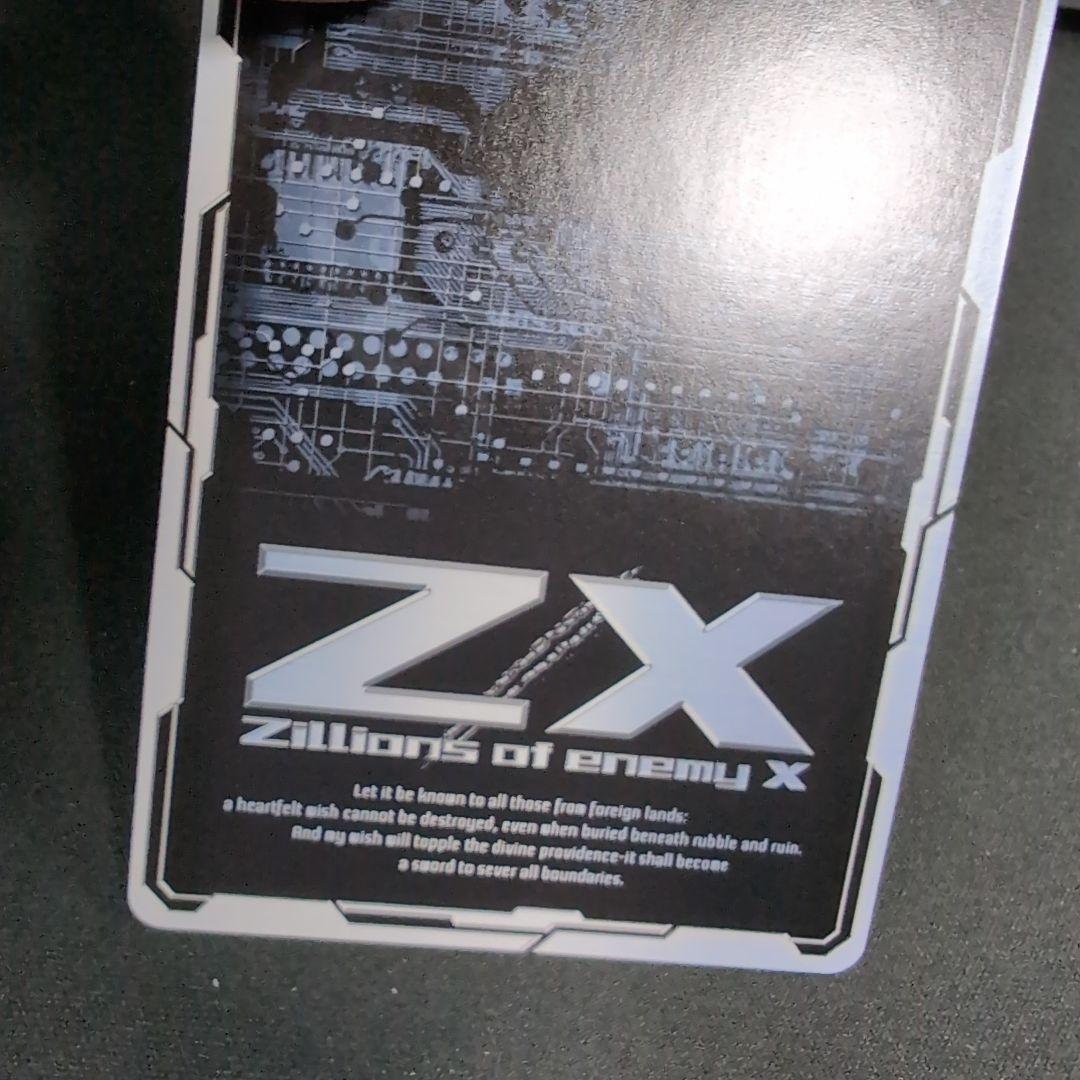 Z/X
Zillions of enemy X
Let it be known to all those from foreign lands:
a heartfelt wish cannot be destroyed, even when buried beneath rubble and ruin.
And my wish will topple the divine providence-it shall become
a sword to sever all boundaries.